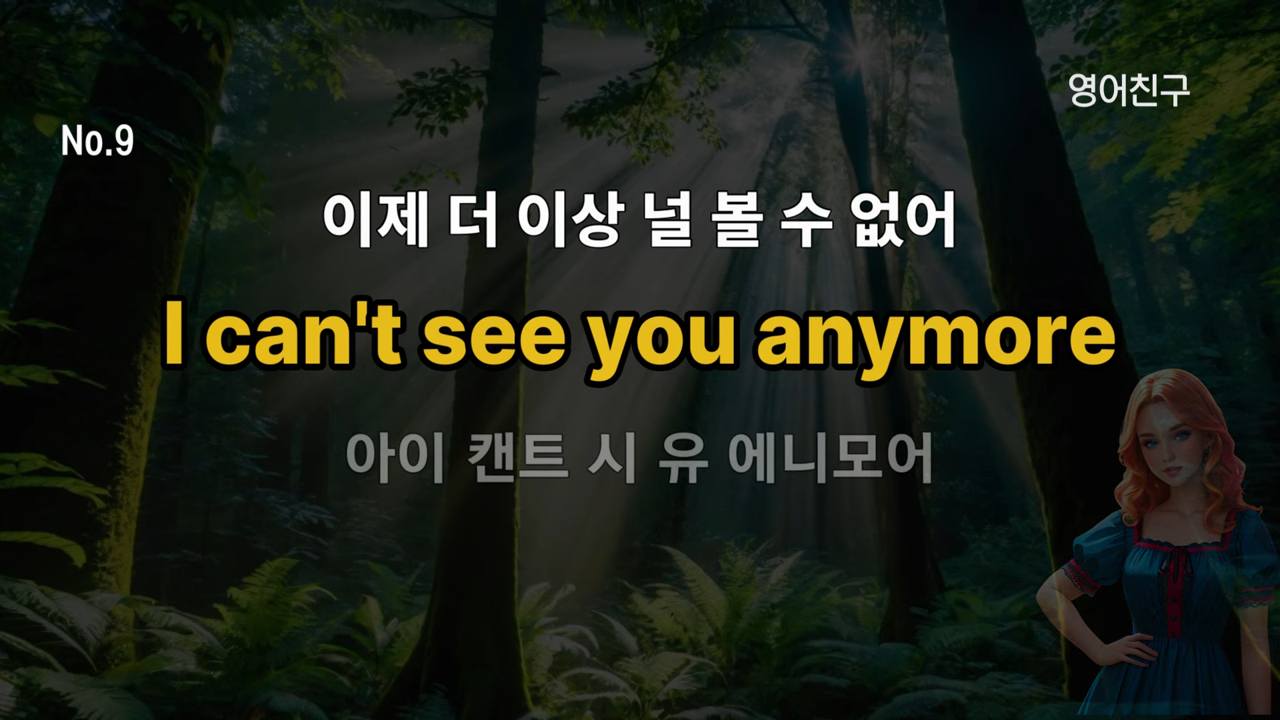 영어친구
No.9
이제 더 이상 널 볼 수 없어
I can't see you anymore
아이 캔트 시 유 에니모어